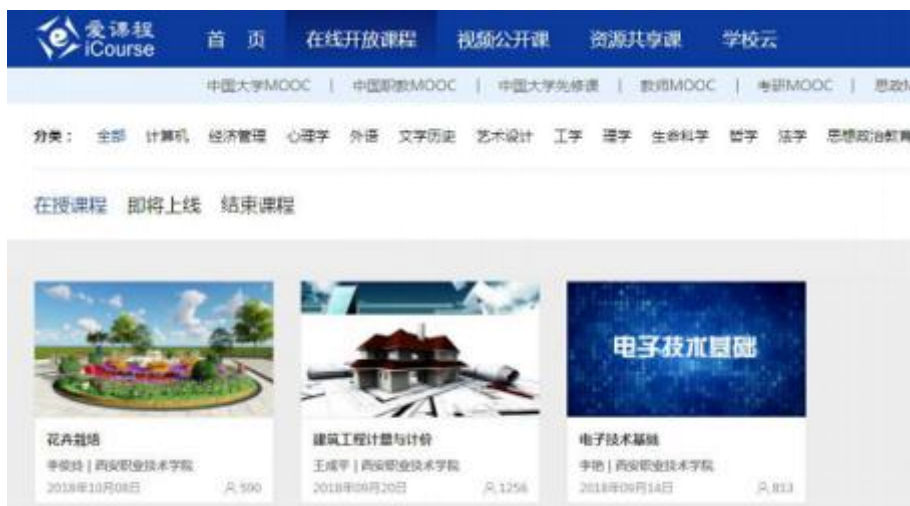 爱课程
iCourse
首 页 在线开放课程 视频公开课 资源共享课 学校云
中国大学MOOC | 中国职教MOOC | 中国大学先修课 | 教师MOOC | 考研MOOC | 思政
分类： 全部 计算机 经济管理 心理学 外语 文学历史 艺术设计 工学 理学 生命科学 哲学 法学 思想政治教育
在授课程 即将上线 结束课程
电子技术基础
花卉栽培 建筑工程计量与计价 电子技术基础
| 西安职业技术学院 王成平 | 西安职业技术学院 李艳 | 西安职业技术学院
2018年10月08日 590 2018年09月20日 1256 2018年09月14日 813